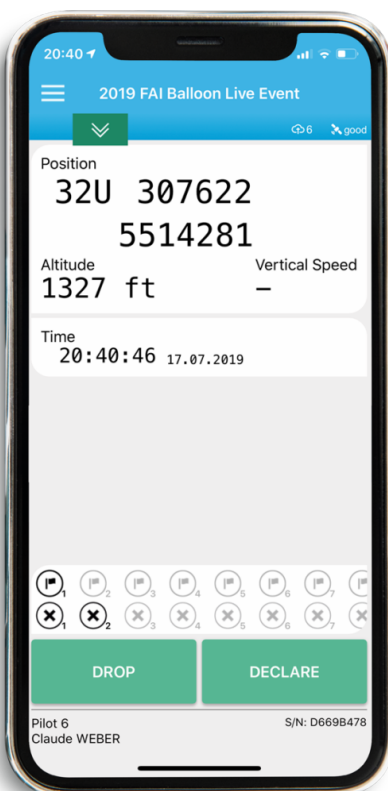 20:40
2019 FAI Balloon Live Event
6 good
Position
32U 307622
5514281
Altitude Vertical Speed
1327 ft –
Time
20:40:46 17.07.2019
1 2 3 4 5 6 7
1 2 3 4 5 6 7
DROP DECLARE
Pilot 6 S/N: D669B478
Claude WEBER